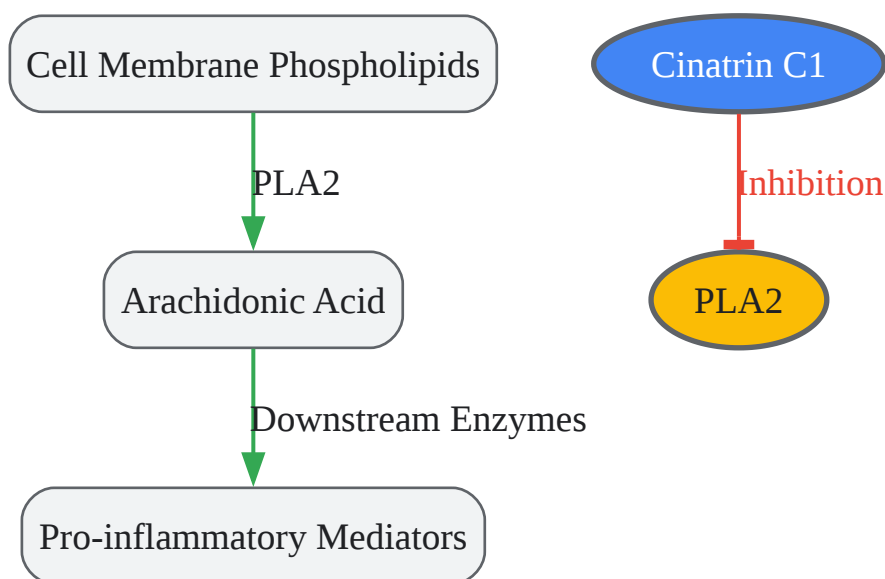 Cell Membrane Phospholipids
Cinatrin C1
PLA2
Inhibition
Arachidonic Acid
PLA2
Downstream Enzymes
Pro-inflammatory Mediators